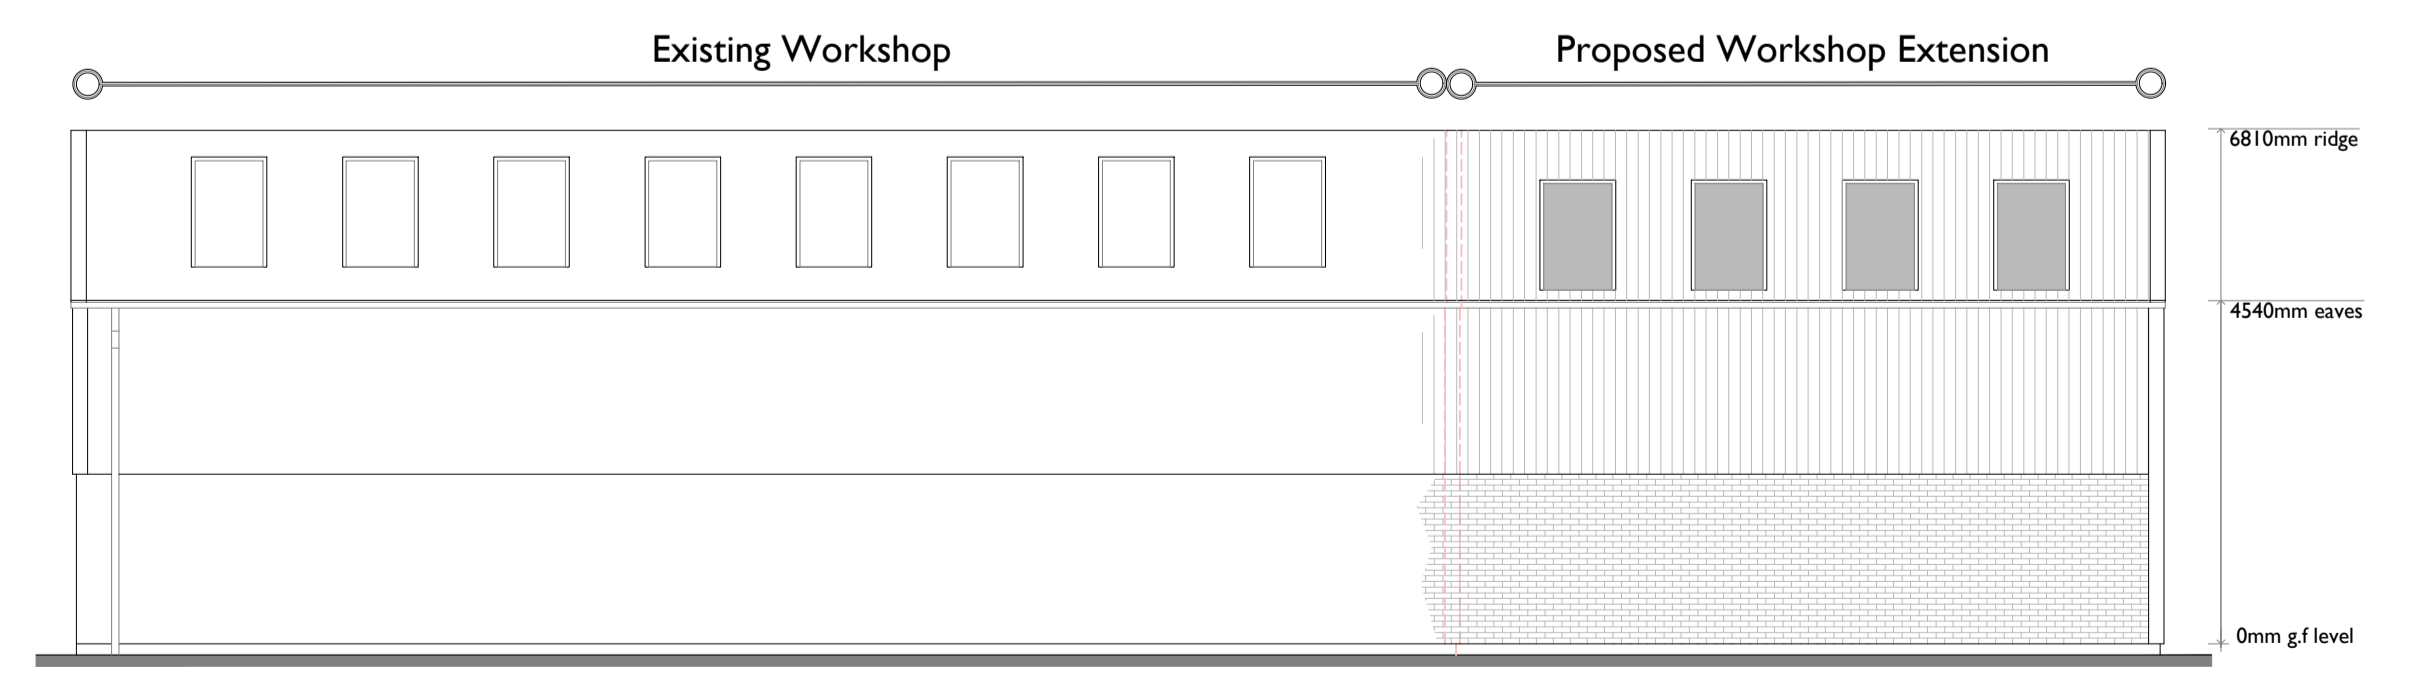 Existing Workshop
Proposed Workshop Extension
6810mm ridge
4540mm eaves
0mm g.f level